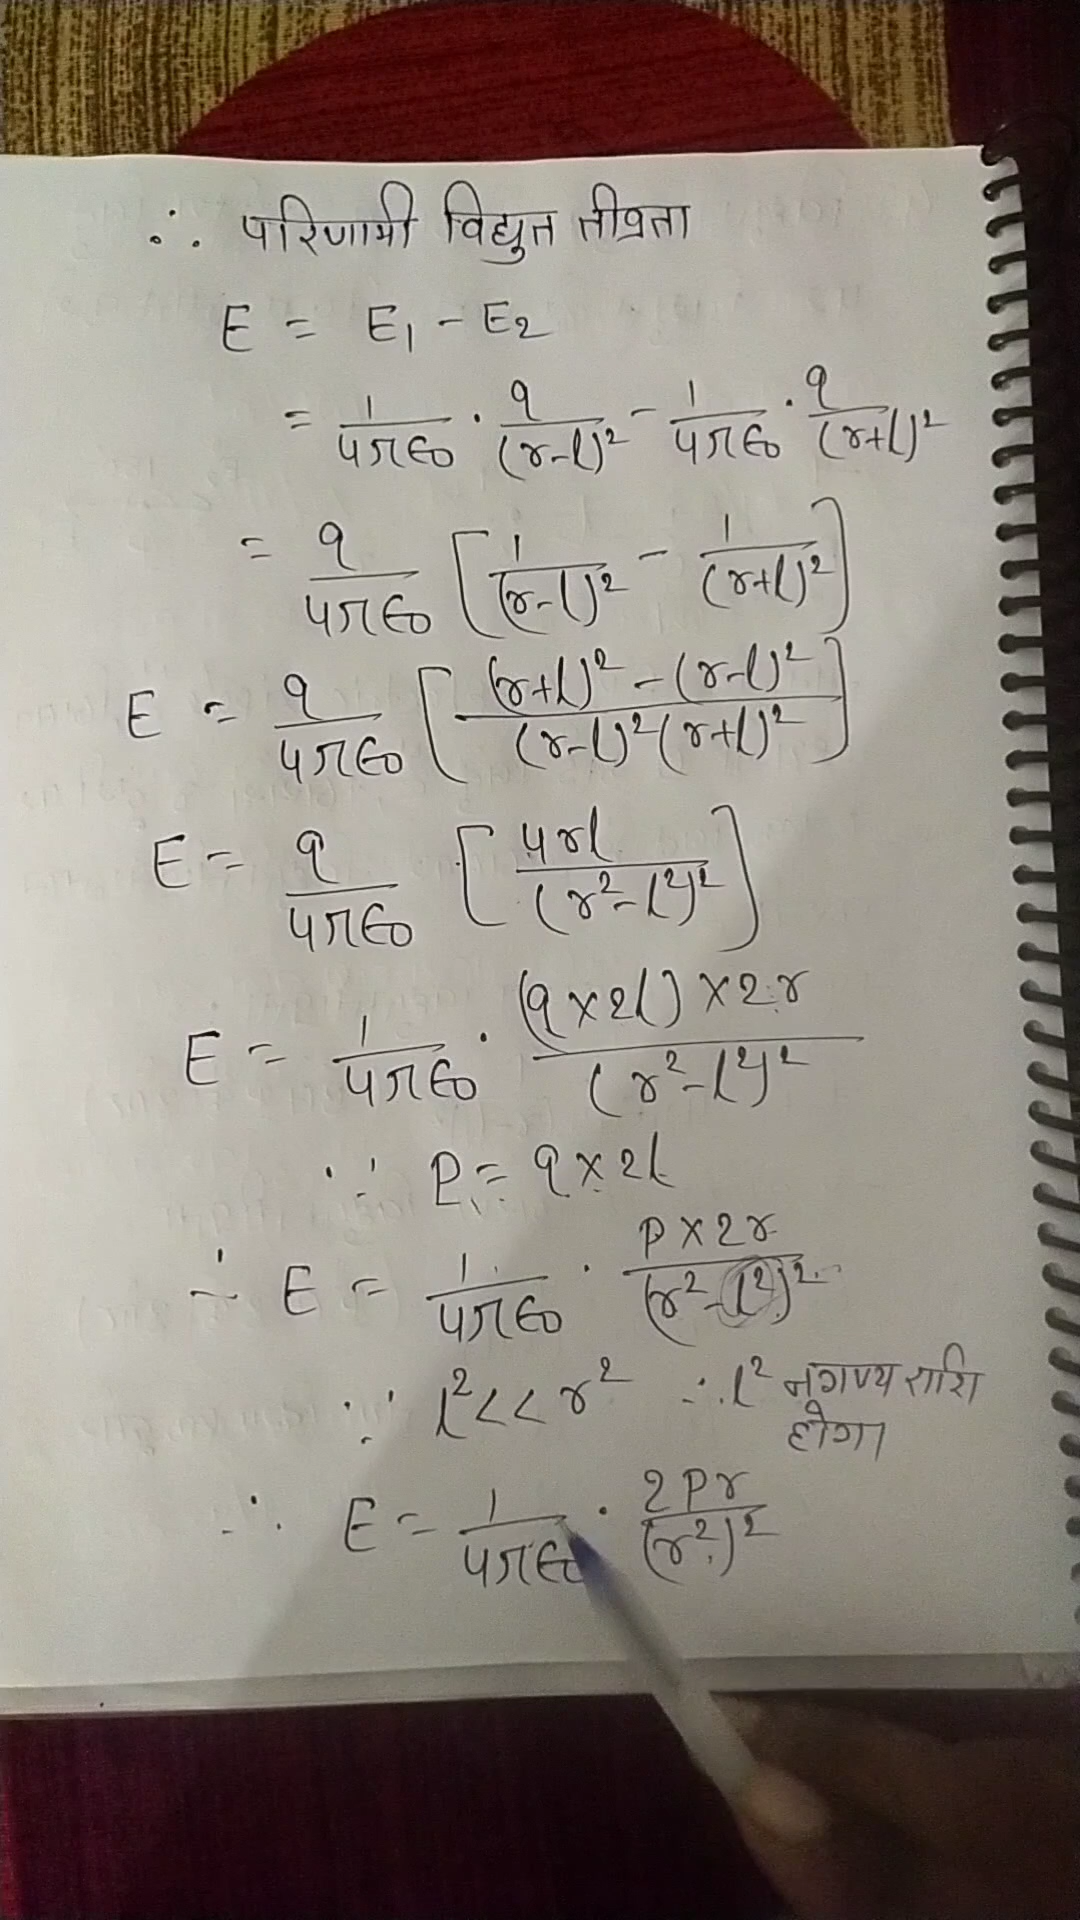 ∴ परिणामी विद्युत तीव्रता
E = E₁ - E₂
= 1/4πε₀ · q/(r-l)² - 1/4πε₀ · q/(r+l)²
= q/4πε₀ [1/(r-l)² - 1/(r+l)²]
E = q/4πε₀ [(r+l)² - (r-l)²/(r-l)²(r+l)²]
E = q/4πε₀ [4rl/(r²-l²)²]
E = 1/4πε₀ · (q×2l)×2r/(r²-l²)²
∵ P = q×2l
∴ E = 1/4πε₀ · P×2r/(r²-l²)²
∵ l²<<r² ∴ l² नगण्य राशि
होगा
∴ E = 1/4πε₀ · 2Pr/(r²)²